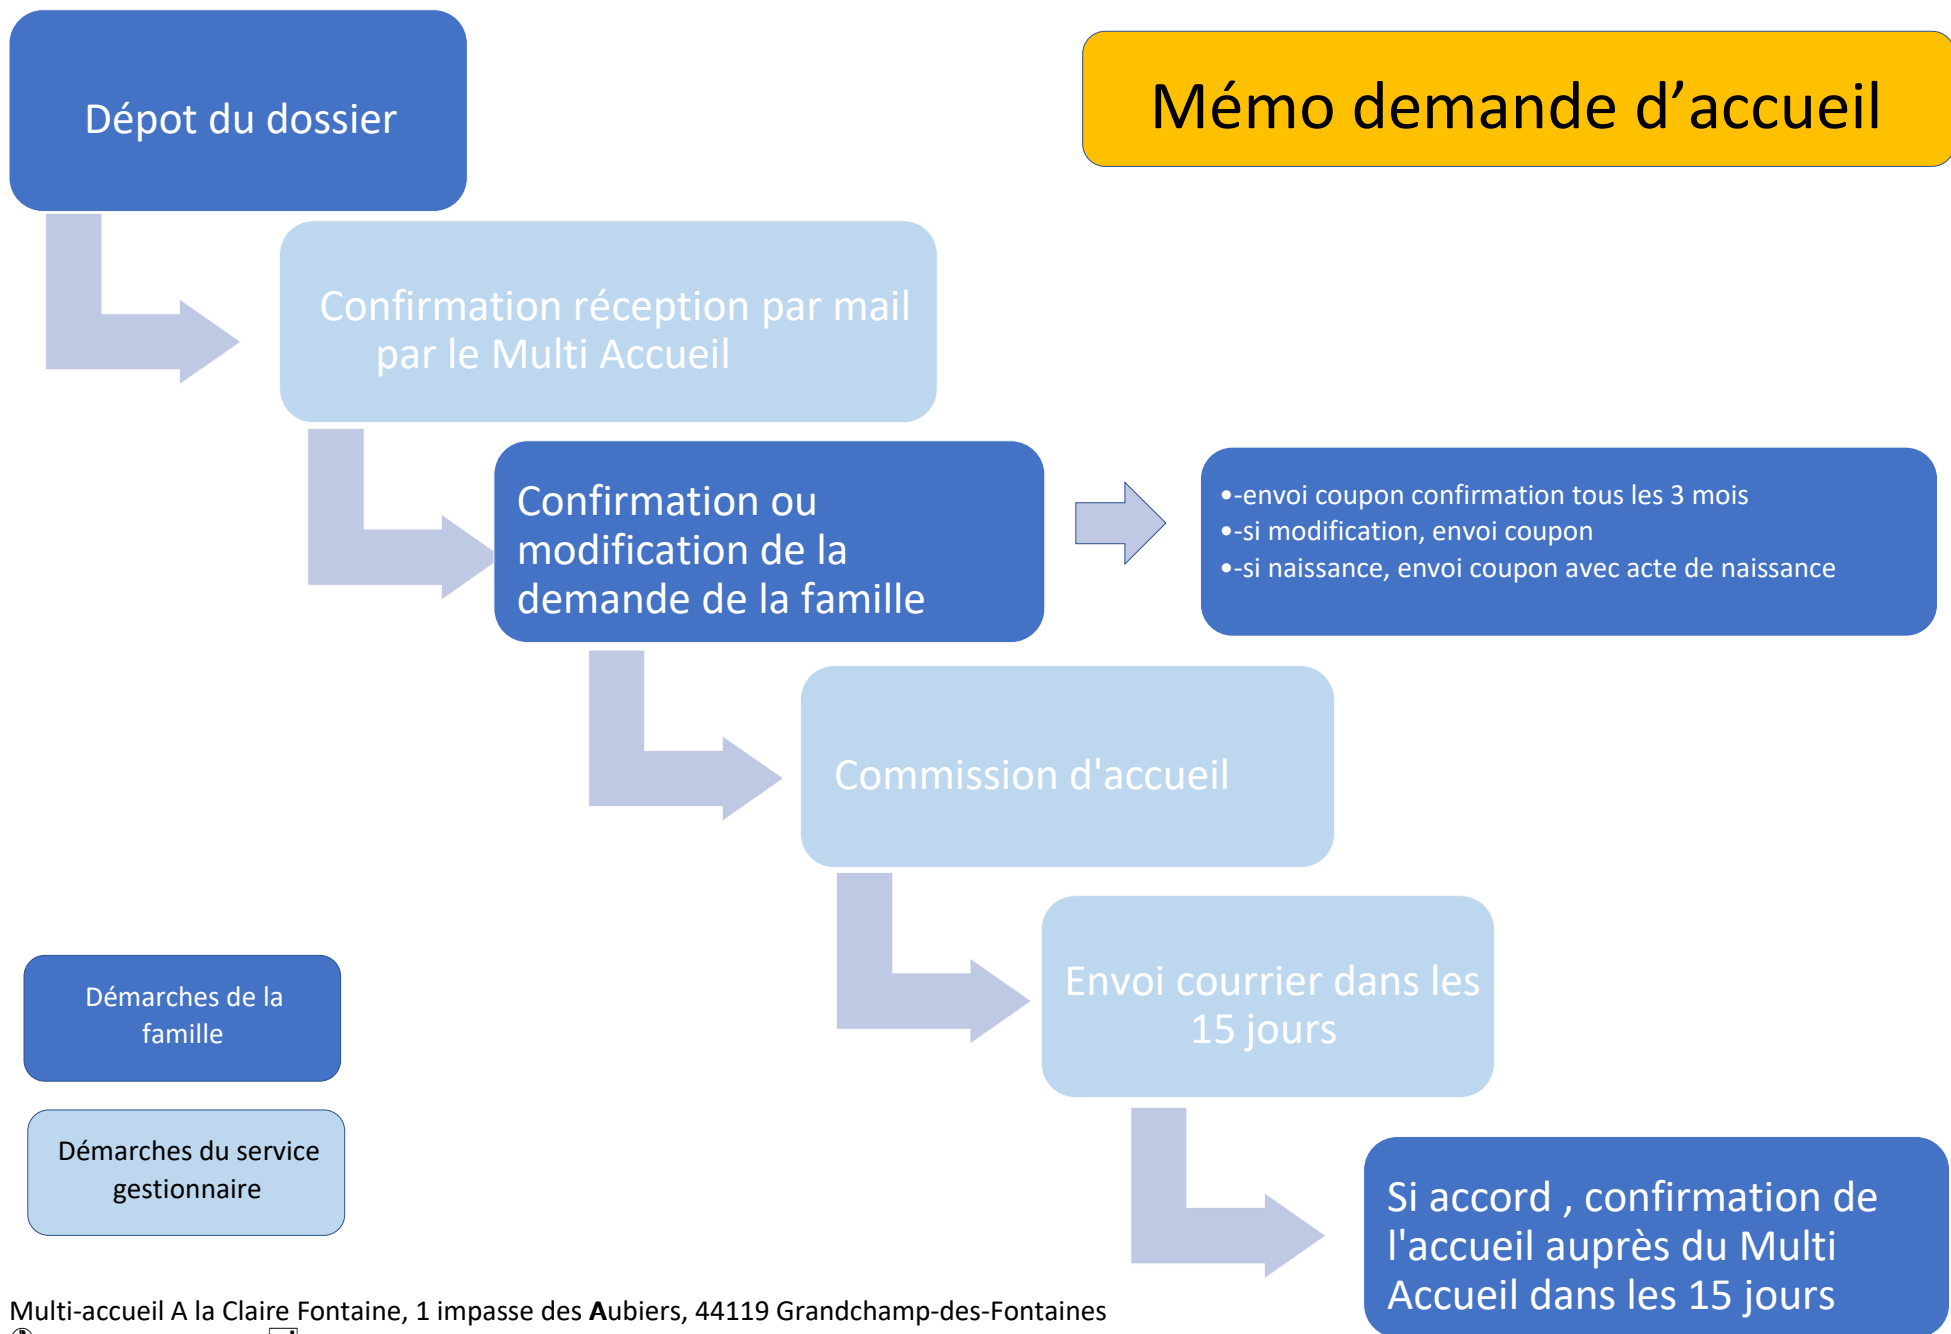 Dépot du dossier
Mémo demande d’accueil
Confirmation réception par mail
par le Multi Accueil
Confirmation ou
modification de la
demande de la famille
•-envoi coupon confirmation tous les 3 mois
•-si modification, envoi coupon
•-si naissance, envoi coupon avec acte de naissance
Commission d'accueil
Envoi courrier dans les
15 jours
Démarches de la
famille
Démarches du service
gestionnaire
Si accord , confirmation de
l'accueil auprès du Multi
Accueil dans les 15 jours
Multi-accueil A la Claire Fontaine, 1 impasse des Aubiers, 44119 Grandchamp-des-Fontaines